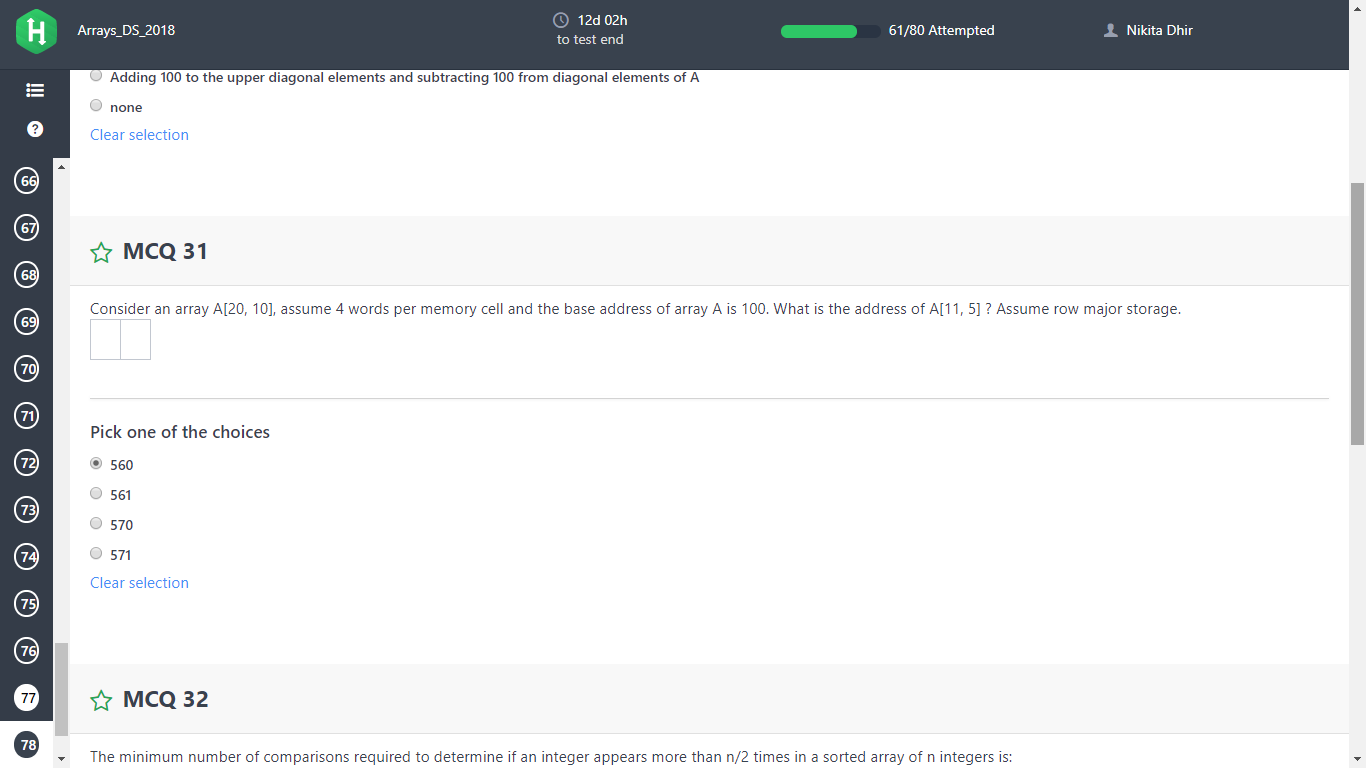 Arrays_DS_2018
12d 02h
to test end
61/80 Attempted
Nikita Dhir
Adding 100 to the upper diagonal elements and subtracting 100 from diagonal elements of A
none
Clear selection
?
66
67
68
69
70
71
72
73
74
75
76
77
78
MCQ 31
Consider an array A[20, 10], assume 4 words per memory cell and the base address of array A is 100. What is the address of A[11, 5] ? Assume row major storage.
Pick one of the choices
560
561
570
571
Clear selection
MCQ 32
The minimum number of comparisons required to determine if an integer appears more than n/2 times in a sorted array of n integers is: